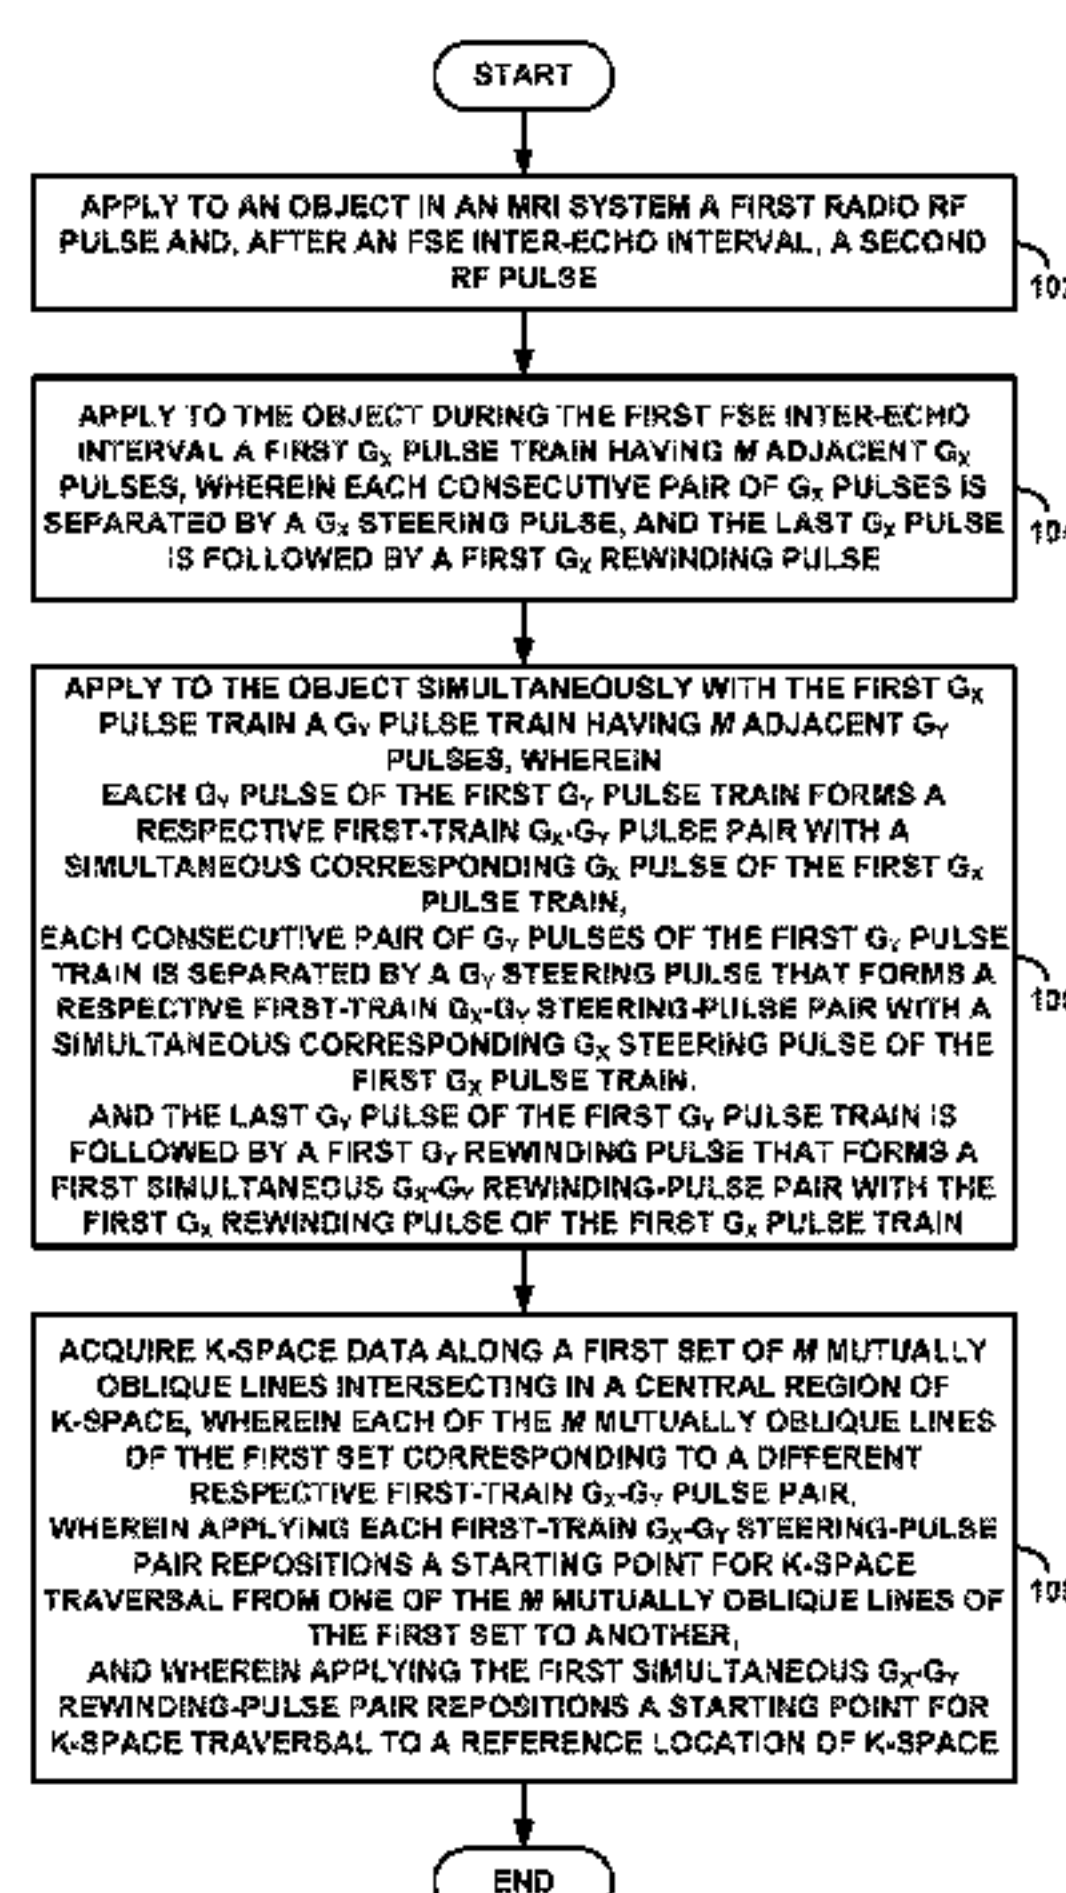 START
APPLY TO AN OBJECT IN AN MRI SYSTEM A FIRST RADIO RF
PULSE AND, AFTER AN FSE INTER-ECHO INTERVAL, A SECOND
RF PULSE
APPLY TO THE OBJECT DURING THE FIRST FSE INTER-ECHO
INTERVAL A FIRST GX PULSE TRAIN HAVING M ADJACENT GX
PULSES, WHEREIN EACH CONSECUTIVE PAIR OF GX PULSES IS
SEPARATED BY A GX STEERING PULSE, AND THE LAST GX PULSE
IS FOLLOWED BY A FIRST GX REWINDING PULSE
APPLY TO THE OBJECT SIMULTANEOUSLY WITH THE FIRST GX
PULSE TRAIN A GY PULSE TRAIN HAVING M ADJACENT GY
PULSES, WHEREIN
EACH GY PULSE OF THE FIRST GY PULSE TRAIN FORMS A
RESPECTIVE FIRST-TRAIN GX-GY PULSE PAIR WITH A
SIMULTANEOUS CORRESPONDING GX PULSE OF THE FIRST GX
PULSE TRAIN,
EACH CONSECUTIVE PAIR OF GY PULSES OF THE FIRST GY PULSE
TRAIN IS SEPARATED BY A GY STEERING PULSE THAT FORMS A
RESPECTIVE FIRST-TRAIN GX-GY STEERING-PULSE PAIR WITH A
SIMULTANEOUS CORRESPONDING GX STEERING PULSE OF THE
FIRST GX PULSE TRAIN.
AND THE LAST GY PULSE OF THE FIRST GY PULSE TRAIN IS
FOLLOWED BY A FIRST GY REWINDING PULSE THAT FORMS A
FIRST SIMULTANEOUS GX-GY REWINDING-PULSE PAIR WITH THE
FIRST GX REWINDING PULSE OF THE FIRST GX PULSE TRAIN
ACQUIRE K-SPACE DATA ALONG A FIRST SET OF M MUTUALLY
OBLIQUE LINES INTERSECTING IN A CENTRAL REGION OF
K-SPACE, WHEREIN EACH OF THE M MUTUALLY OBLIQUE LINES
OF THE FIRST SET CORRESPONDING TO A DIFFERENT
RESPECTIVE FIRST-TRAIN GX-GY PULSE PAIR,
WHEREIN APPLYING EACH FIRST-TRAIN GX-GY STEERING-PULSE
PAIR REPOSITIONS A STARTING POINT FOR K-SPACE
TRAVERSAL FROM ONE OF THE M MUTUALLY OBLIQUE LINES OF
THE FIRST SET TO ANOTHER,
AND WHEREIN APPLYING THE FIRST SIMULTANEOUS GX-GY
REWINDING-PULSE PAIR REPOSITIONS A STARTING POINT FOR
K-SPACE TRAVERSAL TO A REFERENCE LOCATION OF K-SPACE
END